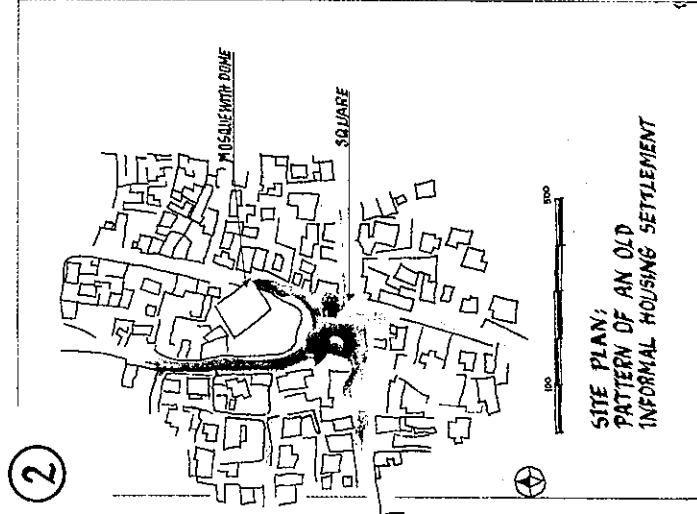 2
MOSQUE WITH DOME
SQUARE
100
500
SITE PLAN:
PATTERN OF AN OLD
INFORMAL HOUSING SETTLEMENT